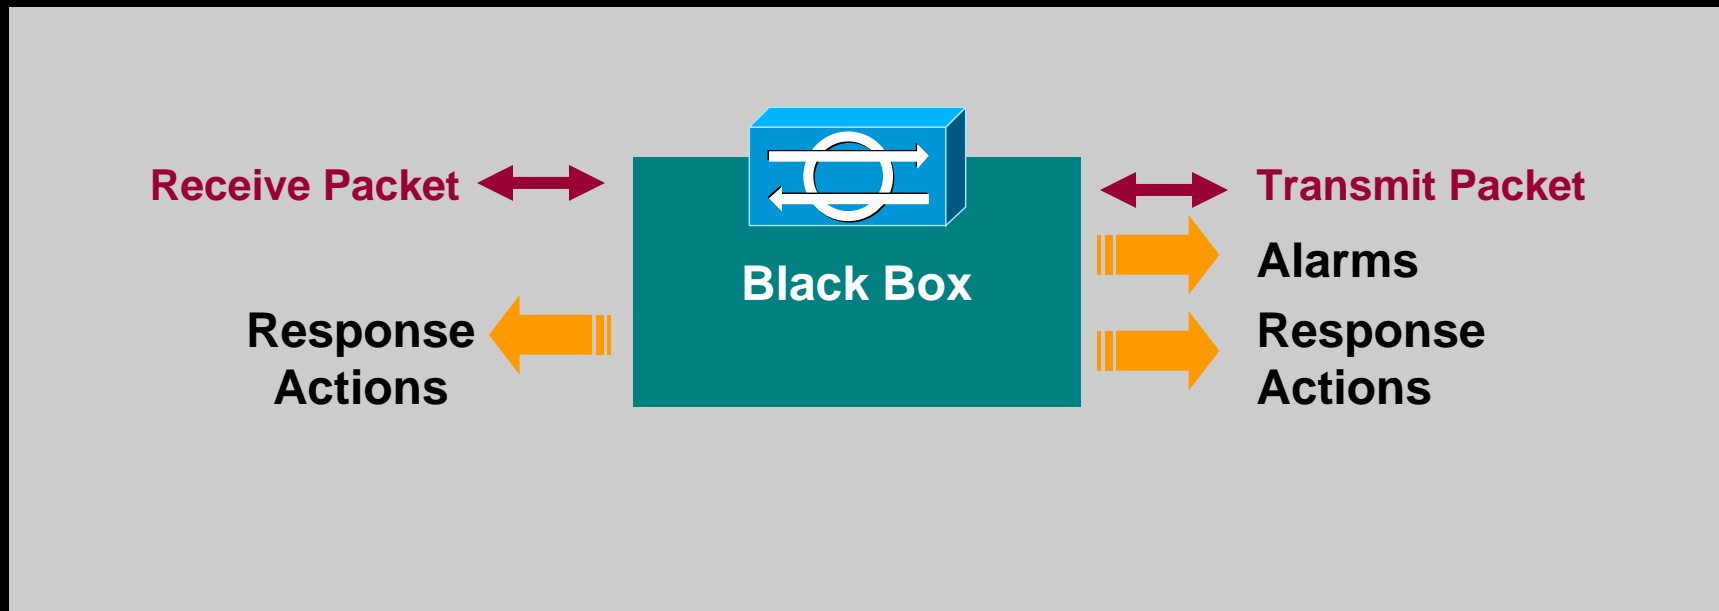 Receive Packet
Transmit Packet
Alarms
Black Box
Response
Actions
Response
Actions